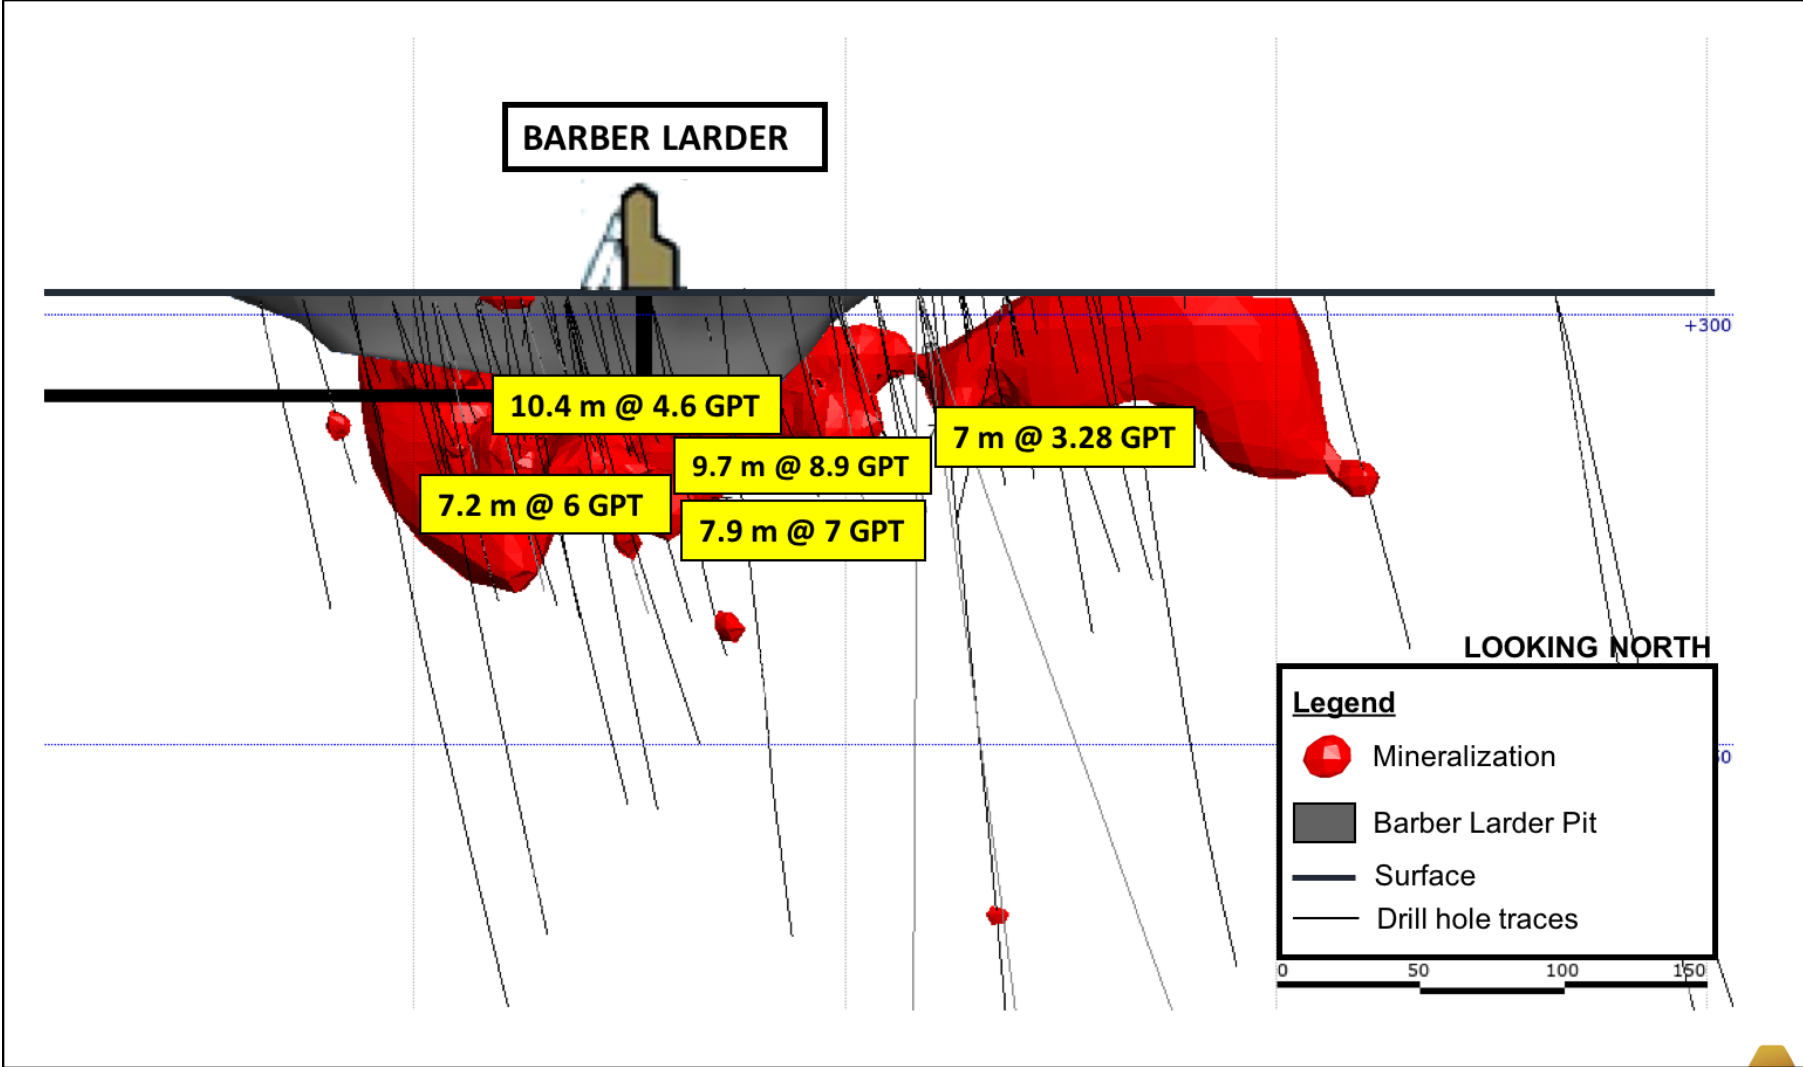 BARBER LARDER
+300
10.4 m @ 4.6 GPT
7 m @ 3.28 GPT
9.7 m @ 8.9 GPT
7.2 m @ 6 GPT
7.9 m @ 7 GPT
LOOKING NORTH
Legend
Mineralization
Barber Larder Pit
Surface
Drill hole traces
0 50 100 150